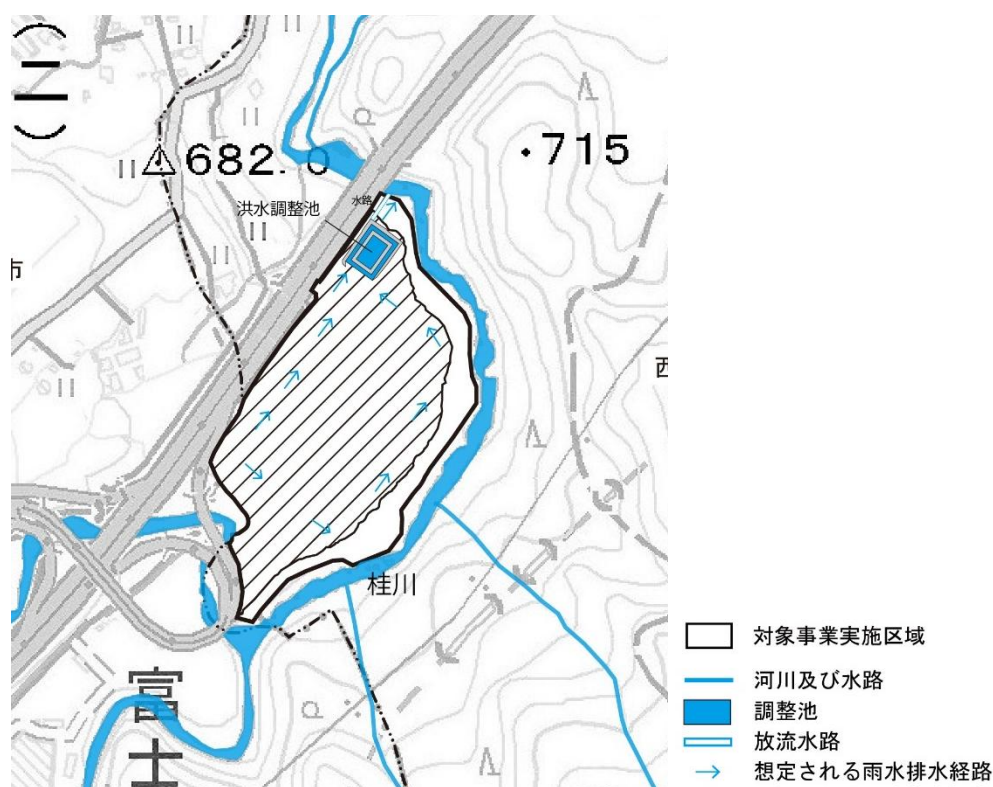 (二)
682.0
・715
水路
洪水調整池
市
西
桂川
富士
対象事業実施区域
河川及び水路
調整池
放流水路
想定される雨水排水経路